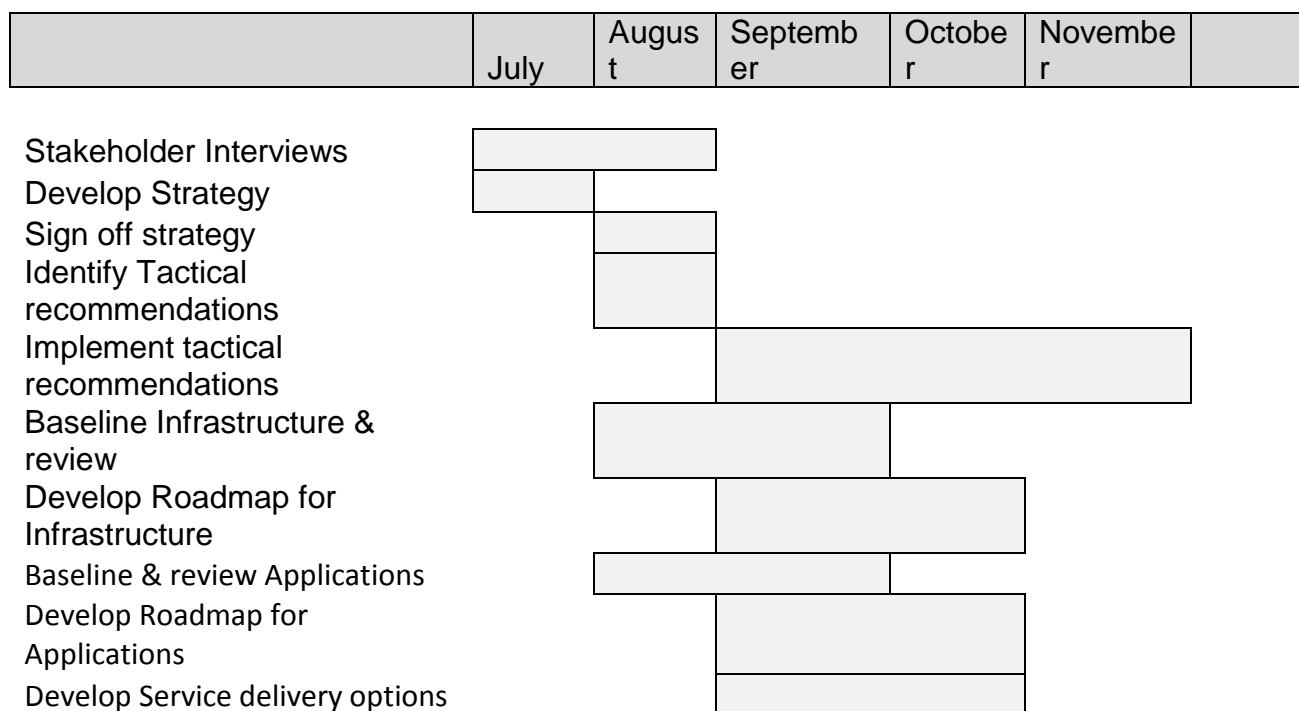 July Augus Septemb Octobe Novembe
t er r r
Stakeholder Interviews
Develop Strategy
Sign off strategy
Identify Tactical
recommendations
Implement tactical
recommendations
Baseline Infrastructure &
review
Develop Roadmap for
Infrastructure
Baseline & review Applications
Develop Roadmap for
Applications
Develop Service delivery options